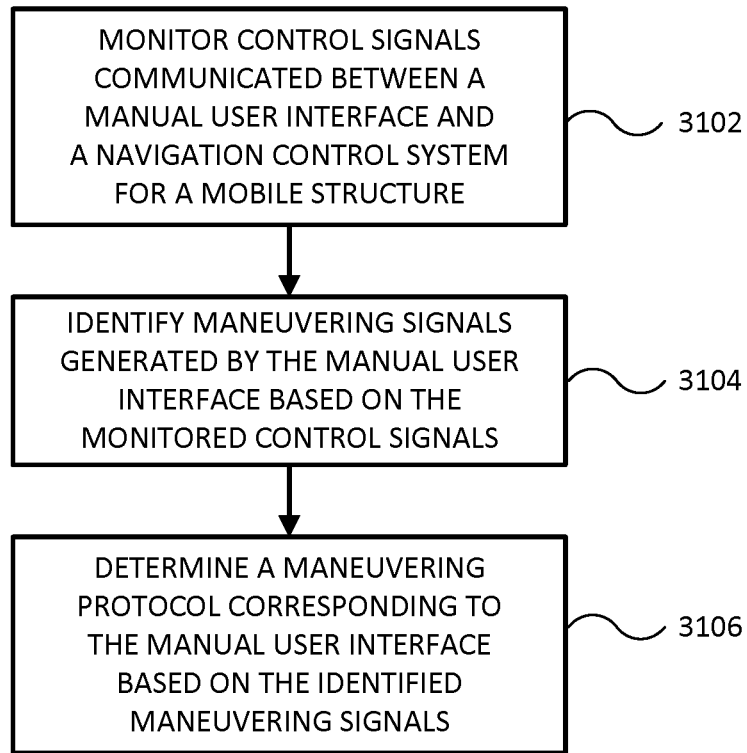 MONITOR CONTROL SIGNALS
COMMUNICATED BETWEEN A
MANUAL USER INTERFACE AND
A NAVIGATION CONTROL SYSTEM
FOR A MOBILE STRUCTURE
3102
IDENTIFY MANEUVERING SIGNALS
GENERATED BY THE MANUAL USER
INTERFACE BASED ON THE
MONITORED CONTROL SIGNALS
3104
DETERMINE A MANEUVERING
PROTOCOL CORRESPONDING TO
THE MANUAL USER INTERFACE
BASED ON THE IDENTIFIED
MANEUVERING SIGNALS
3106